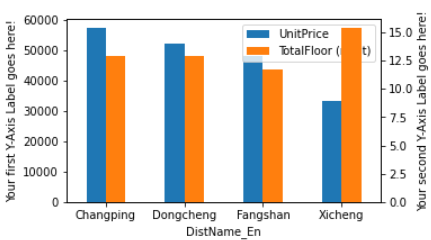 60000
50000
40000
30000
20000
10000
0
Your first Y-Axis Label goes here!
UnitPrice
TotalFloor (
t)
15.0
12.5
10.0
7.5
5.0
2.5
0.0
Your second Y-Axis Label goes here!
Changping Dongcheng Fangshan Xicheng
DistName_En